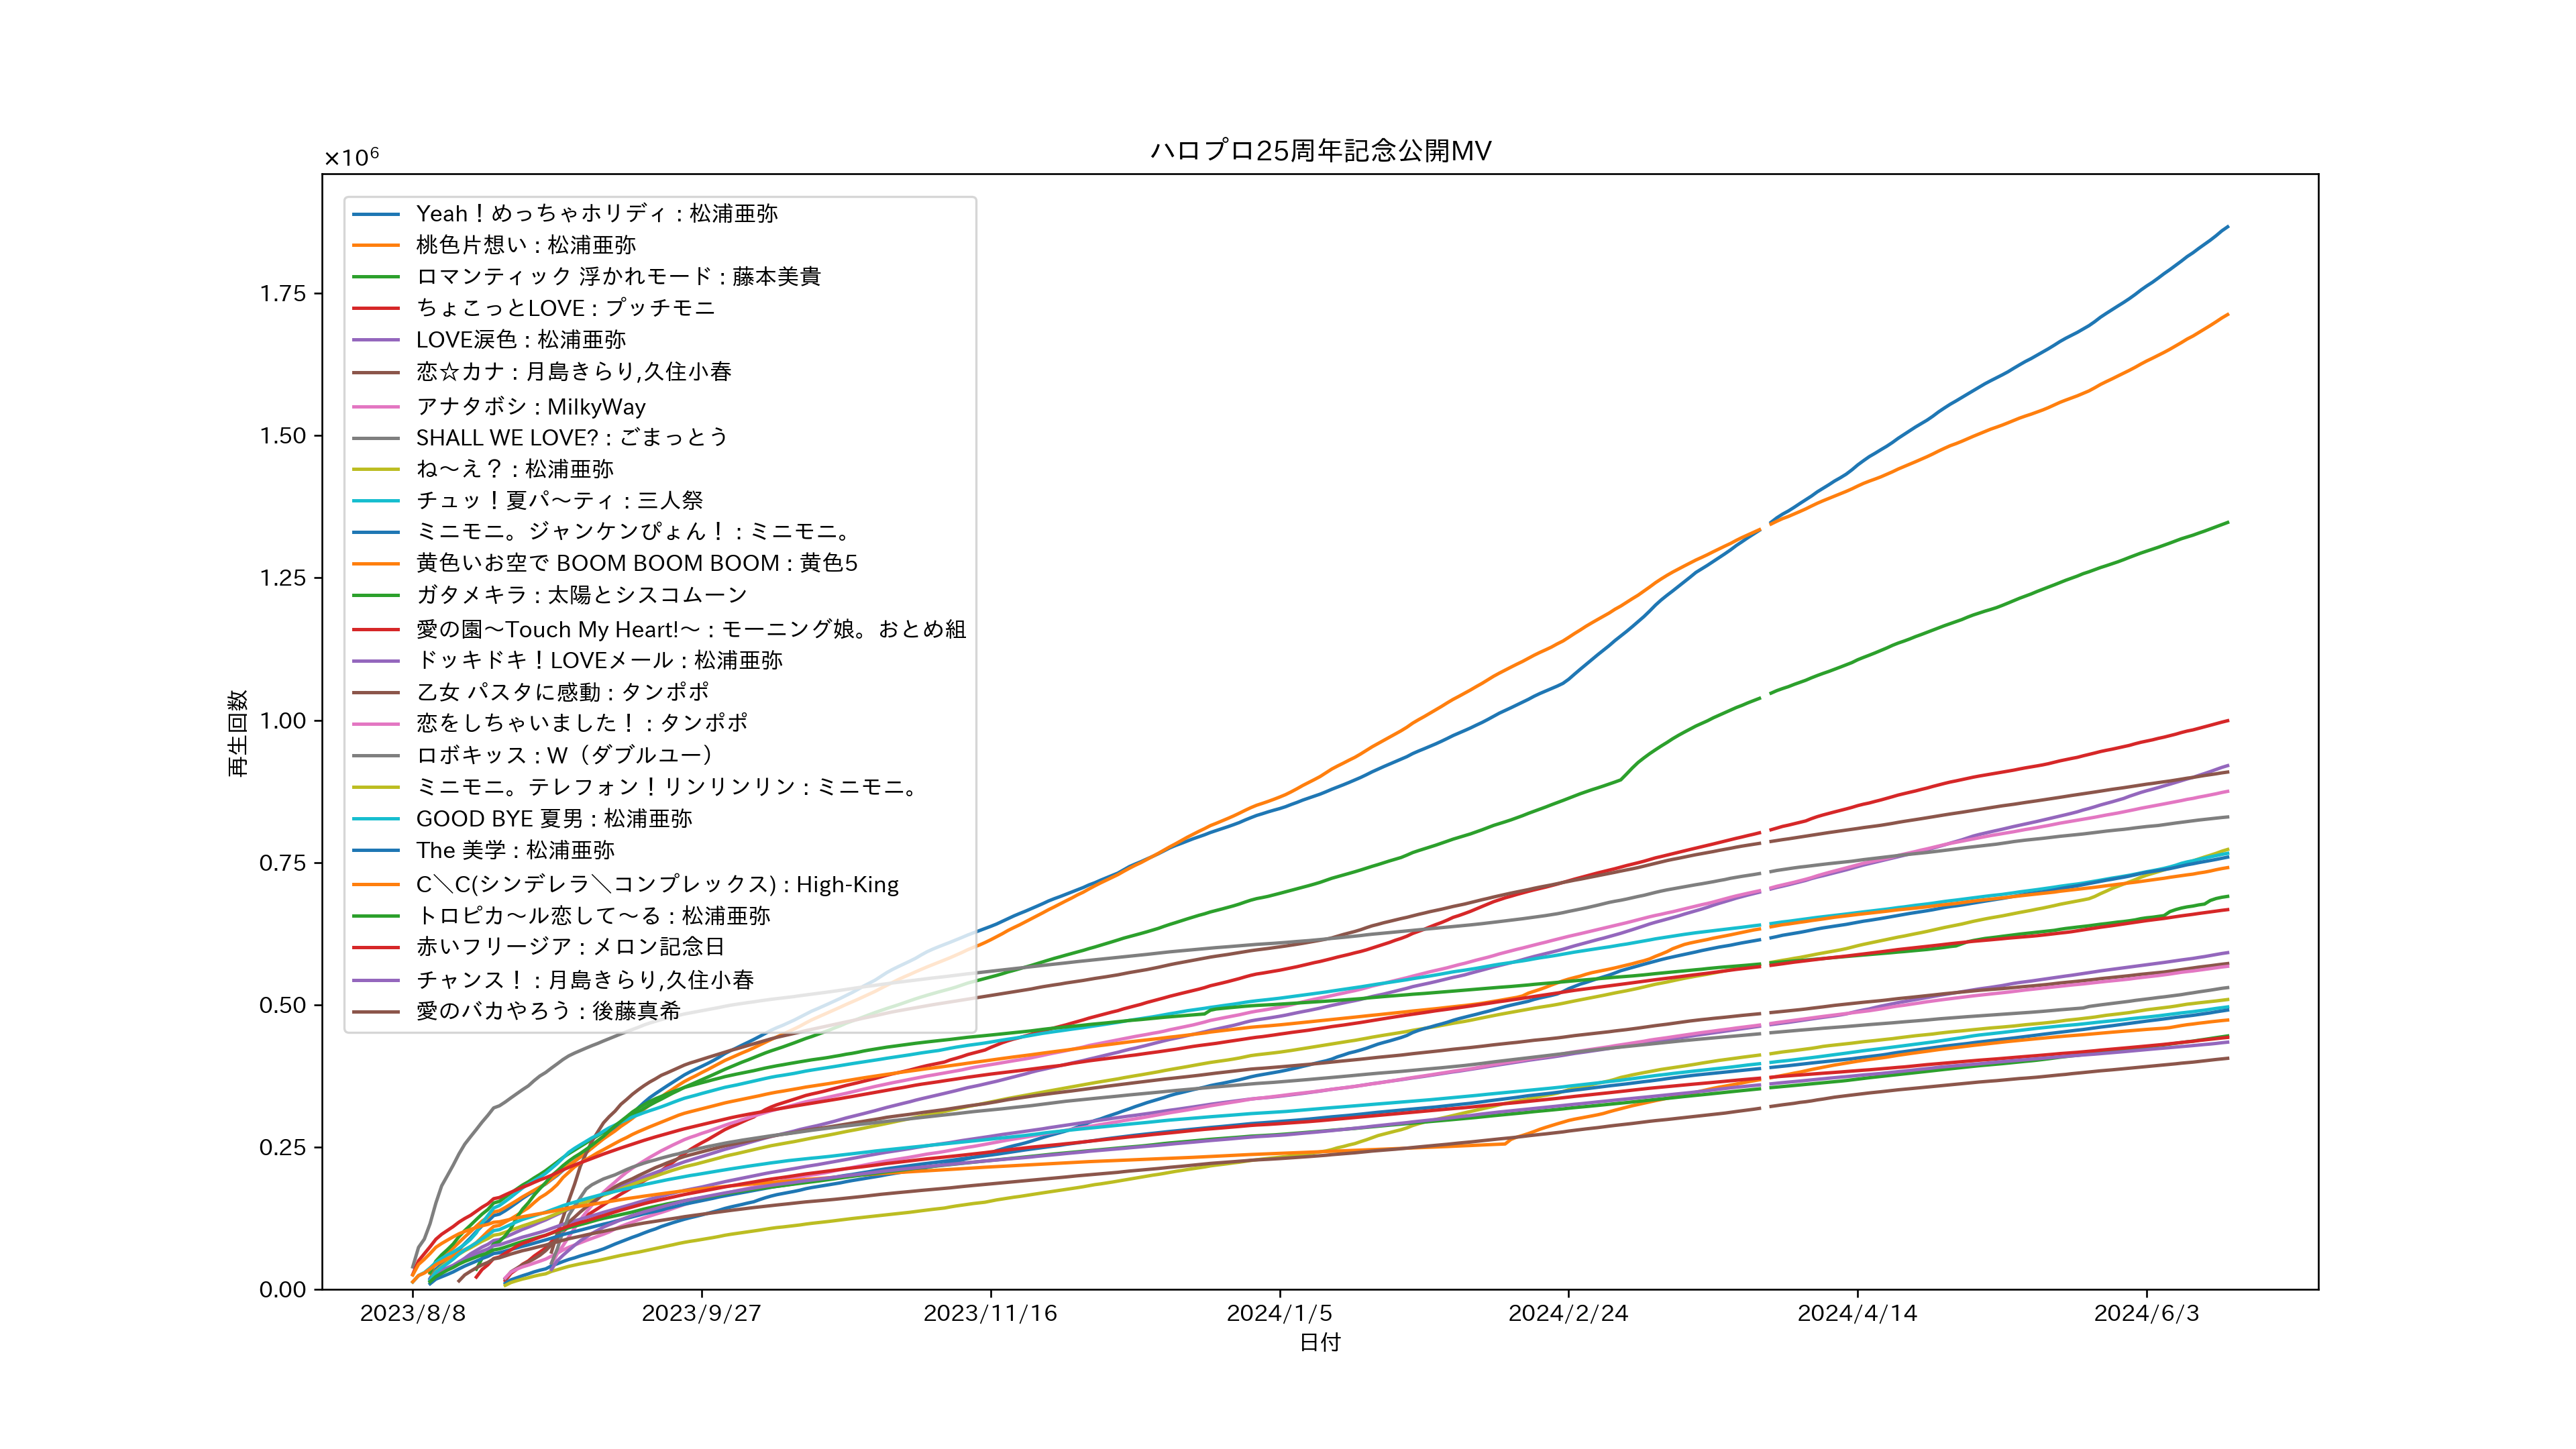 ハロプロ25周年記念公開MV
×10⁶
Yeah！めっちゃホリディ : 松浦亜弥
桃色片想い : 松浦亜弥
ロマンティック 浮かれモード : 藤本美貴
ちょこっとLOVE : プッチモニ
LOVE涙色 : 松浦亜弥
恋☆カナ : 月島きらり,久住小春
アナタボシ : MilkyWay
SHALL WE LOVE? : ごまっとう
ね〜え？ : 松浦亜弥
チュッ！夏パ〜ティ : 三人祭
ミニモニ。ジャンケンぴょん！ : ミニモニ。
黄色いお空で BOOM BOOM BOOM : 黄色5
ガタメキラ : 太陽とシスコムーン
愛の園〜Touch My Heart!〜 : モーニング娘。おとめ組
ドッキドキ！LOVEメール : 松浦亜弥
乙女 パスタに感動 : タンポポ
恋をしちゃいました！ : タンポポ
ロボキッス : W（ダブルユー）
ミニモニ。テレフォン！リンリンリン : ミニモニ。
GOOD BYE 夏男 : 松浦亜弥
The 美学 : 松浦亜弥
C＼C(シンデレラ＼コンプレックス) : High-King
トロピカ〜ル恋して〜る : 松浦亜弥
赤いフリージア : メロン記念日
チャンス！ : 月島きらり,久住小春
愛のバカやろう : 後藤真希
1.75
1.50
1.25
1.00
0.75
0.50
0.25
0.00
再生回数
2023/8/8 2023/9/27 2023/11/16 2024/1/5 2024/2/24 2024/4/14 2024/6/3
日付